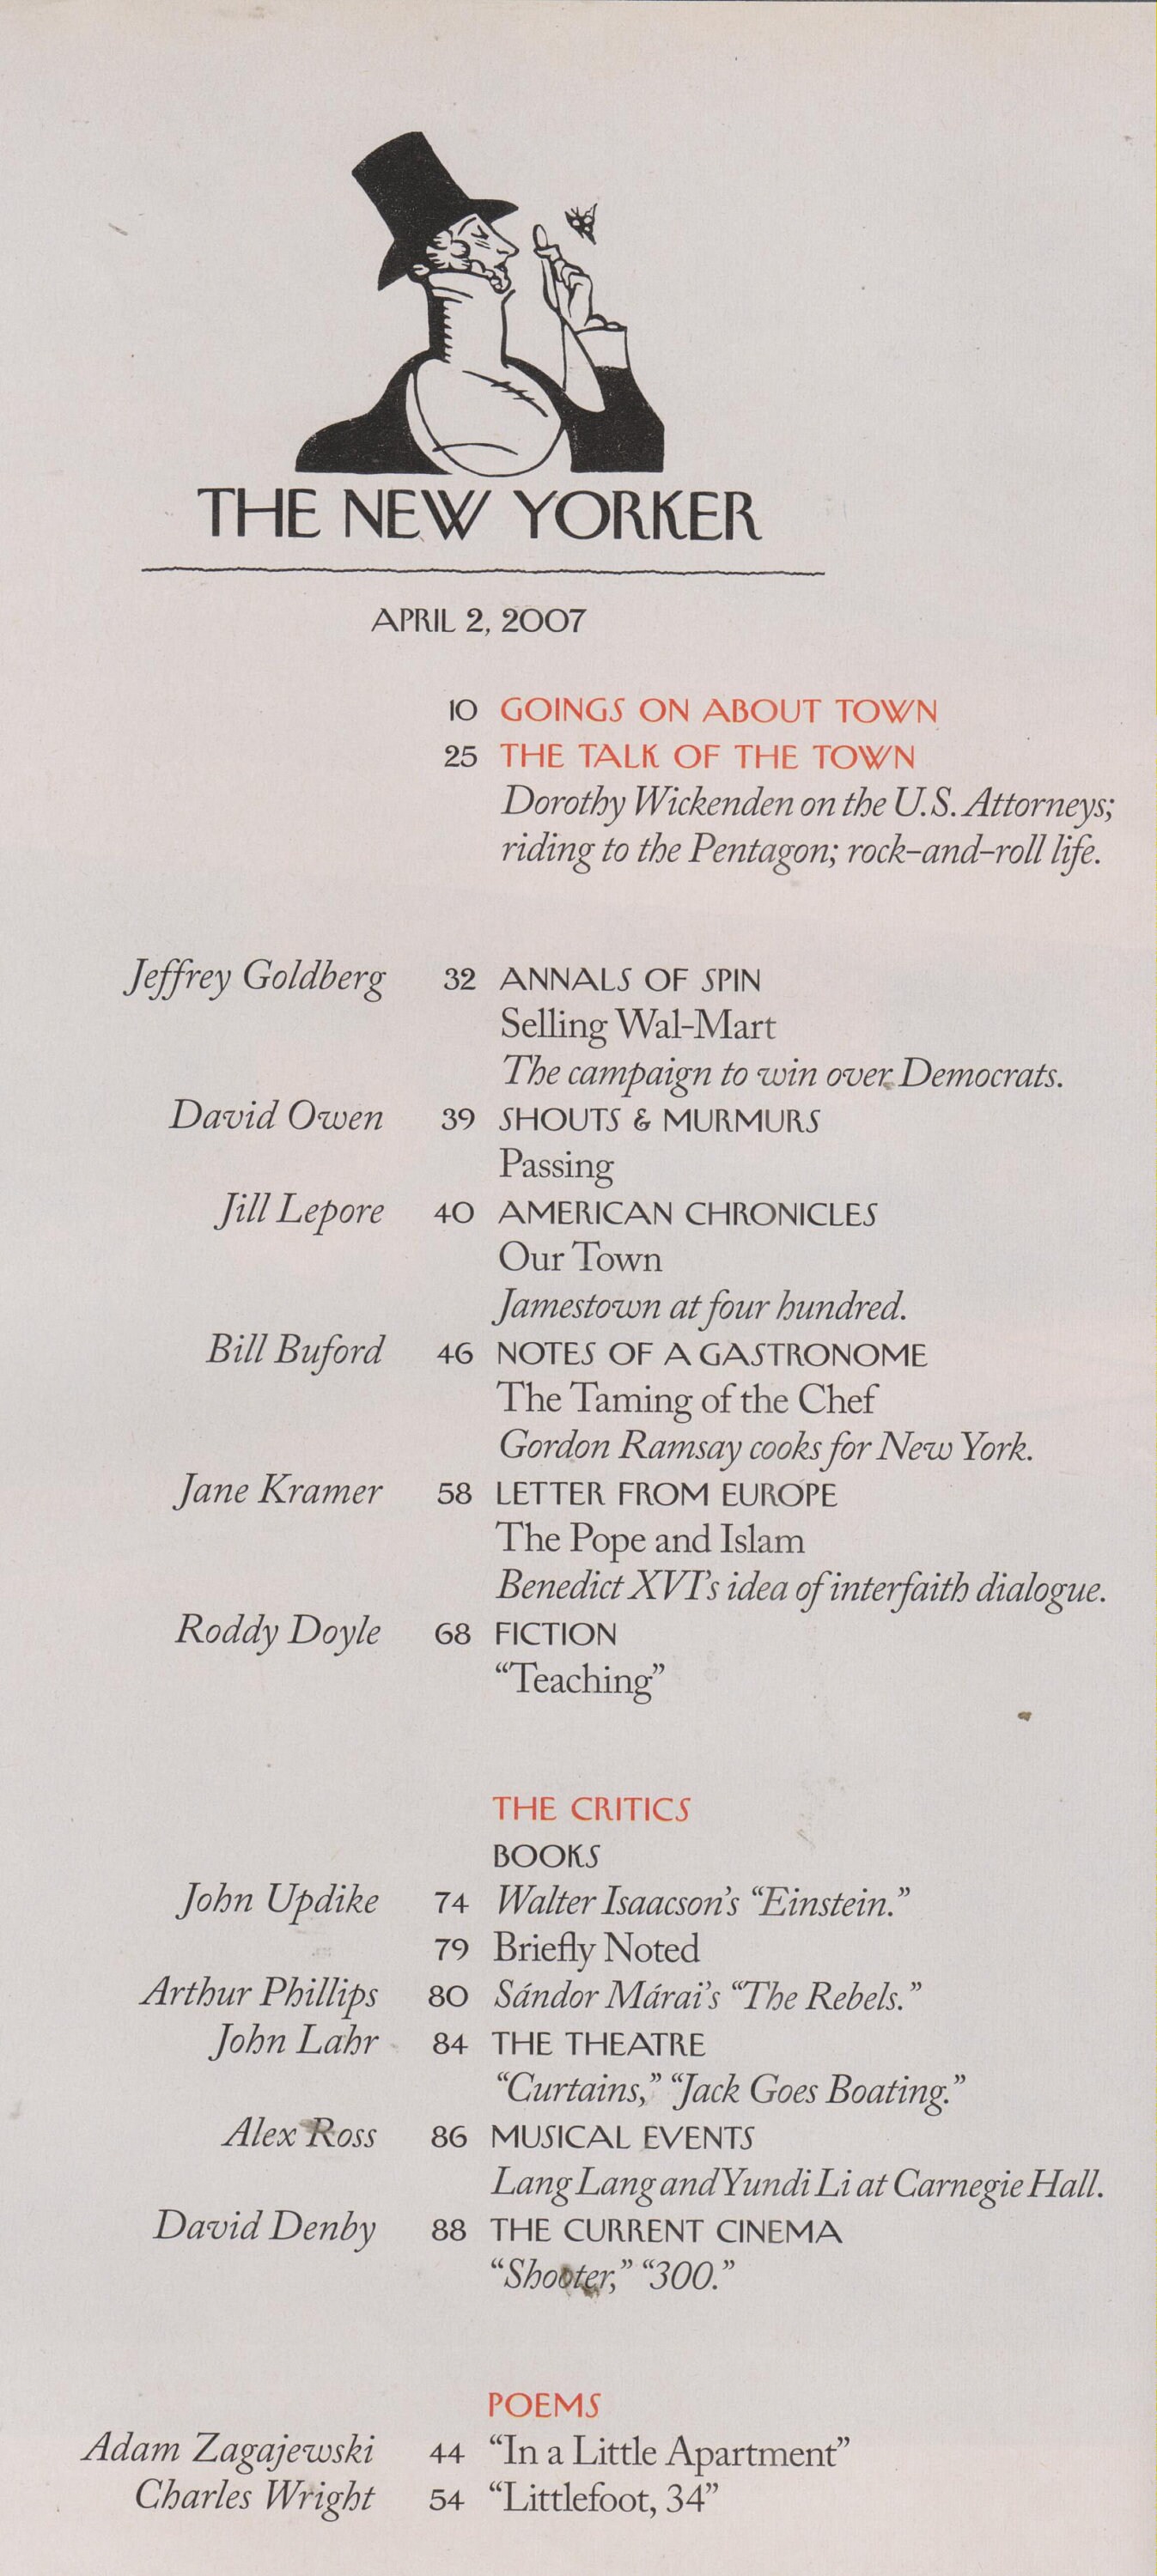 THE NEW YORKER
APRIL 2, 2007
10 GOINGS ON ABOUT TOWN
25 THE TALK OF THE TOWN
Dorothy Wickenden on the U.S. Attorneys;
riding to the Pentagon; rock-and-roll life.
Jeffrey Goldberg 32 ANNALS OF SPIN
Selling Wal-Mart
The campaign to win over Democrats.
David Owen 39 SHOUTS & MURMURS
Passing
Jill Lepore 40 AMERICAN CHRONICLES
Our Town
Jamestown at four hundred.
Bill Buford 46 NOTES OF A GASTRONOME
The Taming of the Chef
Gordon Ramsay cooks for New York.
Jane Kramer 58 LETTER FROM EUROPE
The Pope and Islam
Benedict XVI's idea of interfaith dialogue.
Roddy Doyle 68 FICTION
“Teaching”
THE CRITICS
BOOKS
John Updike 74 Walter Isaacson's “Einstein.”
79 Briefly Noted
Arthur Phillips 80 Sándor Márai's “The Rebels.”
John Lahr 84 THE THEATRE
“Curtains,” “Jack Goes Boating.”
Alex Ross 86 MUSICAL EVENTS
Lang Lang and Yundi Li at Carnegie Hall.
David Denby 88 THE CURRENT CINEMA
“Shooter,” “300.”
POEMS
Adam Zagajewski 44 “In a Little Apartment”
Charles Wright 54 “Littlefoot, 34”